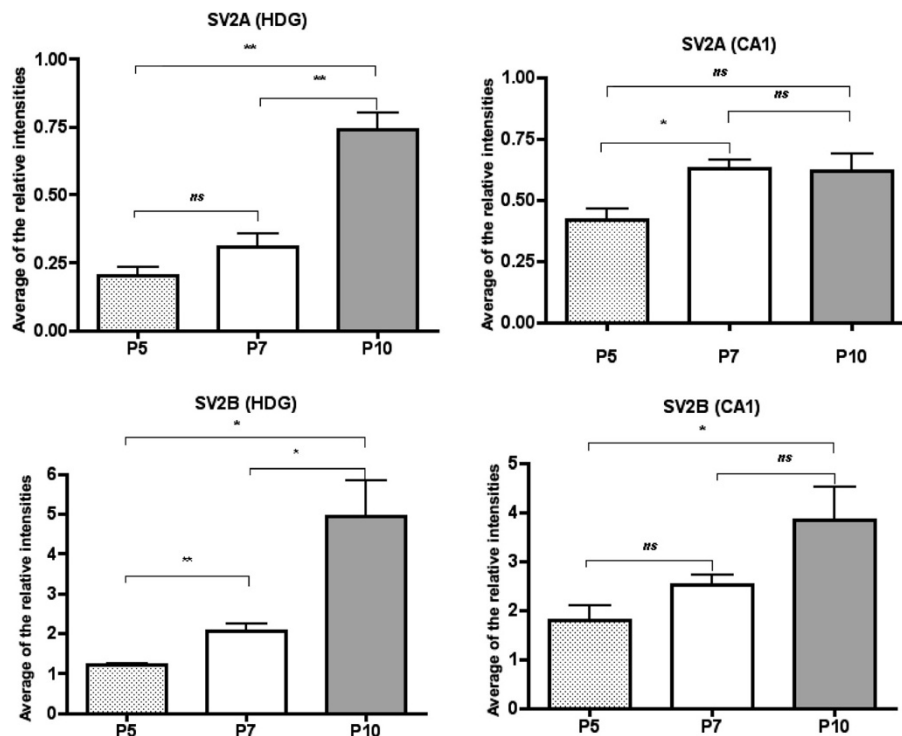 SV2A (HDG)
**
**
ns
Average of the relative intensities
1.00
0.75
0.50
0.25
0.00
P5
P7
P10
SV2A (CA1)
ns
ns
*
Average of the relative intensities
1.00
0.75
0.50
0.25
0.00
P5
P7
P10
SV2B (HDG)
*
*
**
Average of the relative intensities
6
5
4
3
2
1
0
P5
P7
P10
SV2B (CA1)
*
ns
ns
Average of the relative intensities
5
4
3
2
1
0
P5
P7
P10